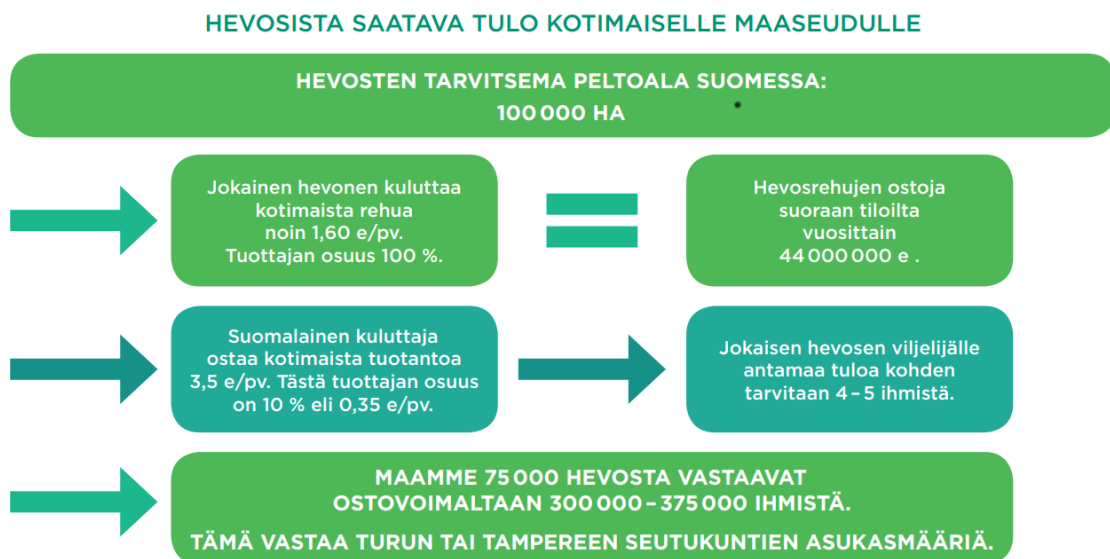 HEVOSISTA SAATAVA TULO KOTIMAISELLE MAASEUDULLE
HEVOSTEN TARVITSEMA PELTOALA SUOMESSA:
100 000 HA
Jokainen hevonen kuluttaa
kotimaista rehua
noin 1,60 e/pv.
Tuottajan osuus 100 %.
Hevosrehujen ostoja
suoraan tiloilta
vuosittain
44 000 000 e .
Suomalainen kuluttaja
ostaa kotimaista tuotantoa
3,5 e/pv. Tästä tuottajan osuus
on 10 % eli 0,35 e/pv.
Jokaisen hevosen viljelijälle
antamaa tuloa kohden
tarvitaan 4–5 ihmistä.
MAAMME 75 000 HEVOSTA VASTAAVAT
OSTOVOIMALTAAN 300 000–375 000 IHMISTÄ.
TÄMÄ VASTAA TURUN TAI TAMPEREEN SEUTUKUNTIEN ASUKASMÄÄRIÄ.